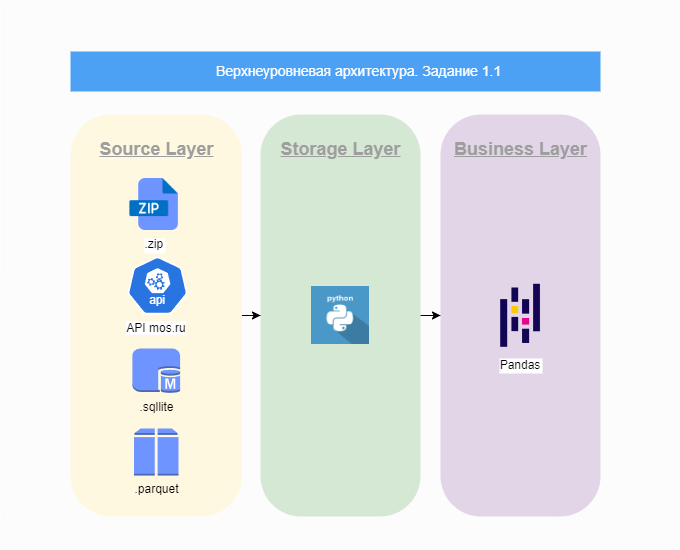 Верхнеуровневая архитектура. Задание 1.1
Source Layer
Storage Layer
Business Layer
ZIP
.zip
api
API mos.ru
M
.sqllite
.parquet
python
Pandas